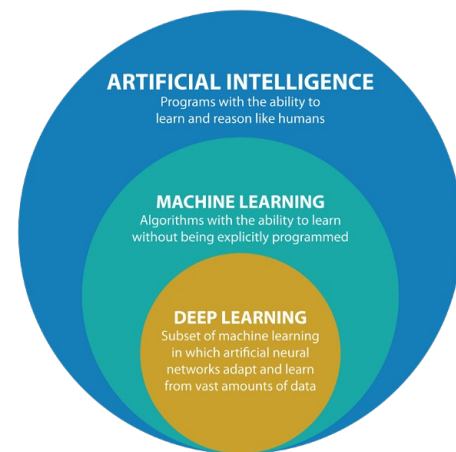 ARTIFICIAL INTELLIGENCE
Programs with the ability to
learn and reason like humans
MACHINE LEARNING
Algorithms with the ability to learn
without being explicitly programmed
DEEP LEARNING
Subset of machine learning
in which artificial neural
networks adapt and learn
from vast amounts of data